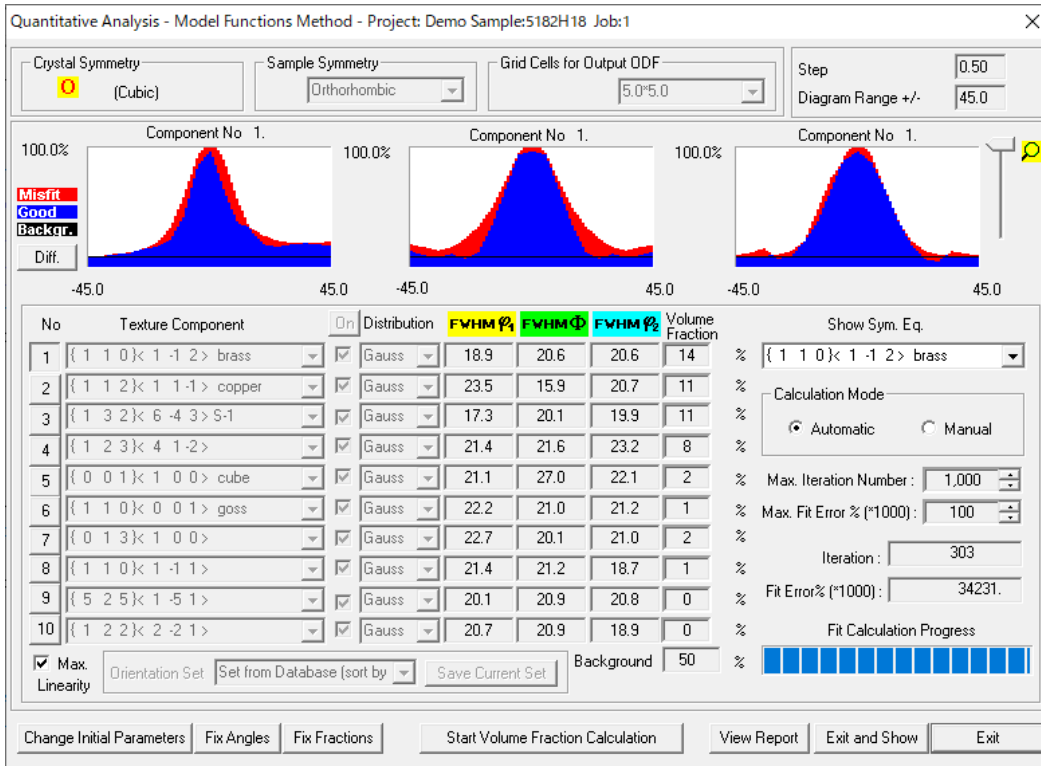 Quantitative Analysis - Model Functions Method - Project: Demo Sample:5182H18 Job:1
Crystal Symmetry
O (Cubic)
Sample Symmetry
Orthorhombic
Grid Cells for Output ODF
5.0*5.0
Step 0.50
Diagram Range +/- 45.0
Component No 1. Component No 1. Component No 1.
100.0% 100.0% 100.0%
Misfit
Good
Backgr.
Diff.
-45.0 45.0 -45.0 45.0 -45.0 45.0
No Texture Component On Distribution FWHM φ1 FWHM Φ FWHM φ2 Volume Fraction Show Sym. Eq.
1 { 1 1 0}< 1 -1 2> brass Gauss 18.9 20.6 20.6 14 % { 1 1 0}< 1 -1 2> brass
2 { 1 1 2}< 1 1-1> copper Gauss 23.5 15.9 20.7 11 %
3 { 1 3 2}< 6 -4 3> S-1 Gauss 17.3 20.1 19.9 11 %
4 { 1 2 3}< 4 1-2> Gauss 21.4 21.6 23.2 8 %
5 { 0 0 1}< 1 0 0> cube Gauss 21.1 27.0 22.1 2 %
6 { 1 1 0}< 0 0 1> goss Gauss 22.2 21.0 21.2 1 %
7 { 0 1 3}< 1 0 0> Gauss 22.7 20.1 21.0 2 %
8 { 1 1 0}< 1 -1 1> Gauss 21.4 21.2 18.7 1 %
9 { 5 2 5}< 1 -5 1> Gauss 20.1 20.9 20.8 0 %
10 { 1 2 2}< 2 -2 1> Gauss 20.7 20.9 18.9 0 %
Calculation Mode
Automatic Manual
Max. Iteration Number : 1,000
Max. Fit Error % (*1000) : 100
Iteration : 303
Fit Error% (*1000) : 34231.
Fit Calculation Progress
Max. Linearity
Orientation Set Set from Database (sort by Save Current Set
Background 50 %
Change Initial Parameters Fix Angles Fix Fractions Start Volume Fraction Calculation View Report Exit and Show Exit